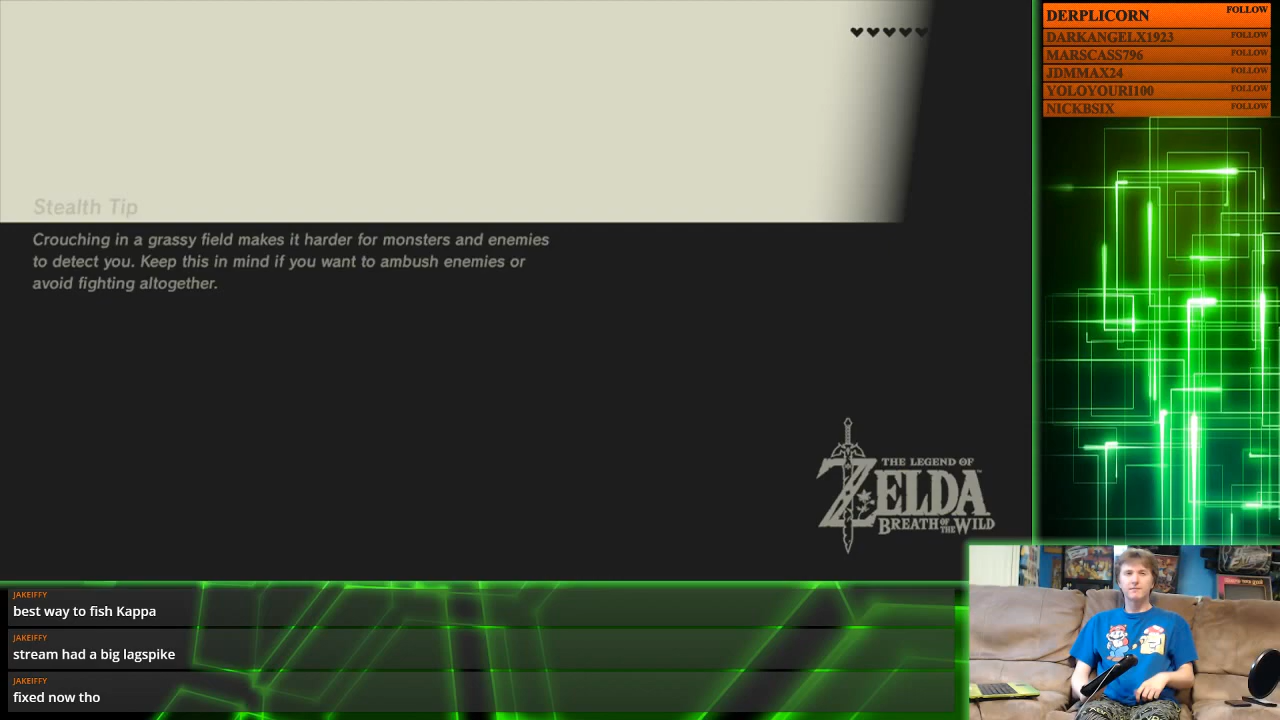 DERPLICORN FOLLOW
DARKANGELX1923 FOLLOW
MARSCASS796 FOLLOW
JDMMAX24 FOLLOW
YOLOYOURI100 FOLLOW
NICKBSIX FOLLOW
Stealth Tip
Crouching in a grassy field makes it harder for monsters and enemies
to detect you. Keep this in mind if you want to ambush enemies or
avoid fighting altogether.
THE LEGEND OF
ZELDA
BREATH OF THE WILD
JAKEIFFY
best way to fish Kappa
JAKEIFFY
stream had a big lagspike
JAKEIFFY
fixed now tho